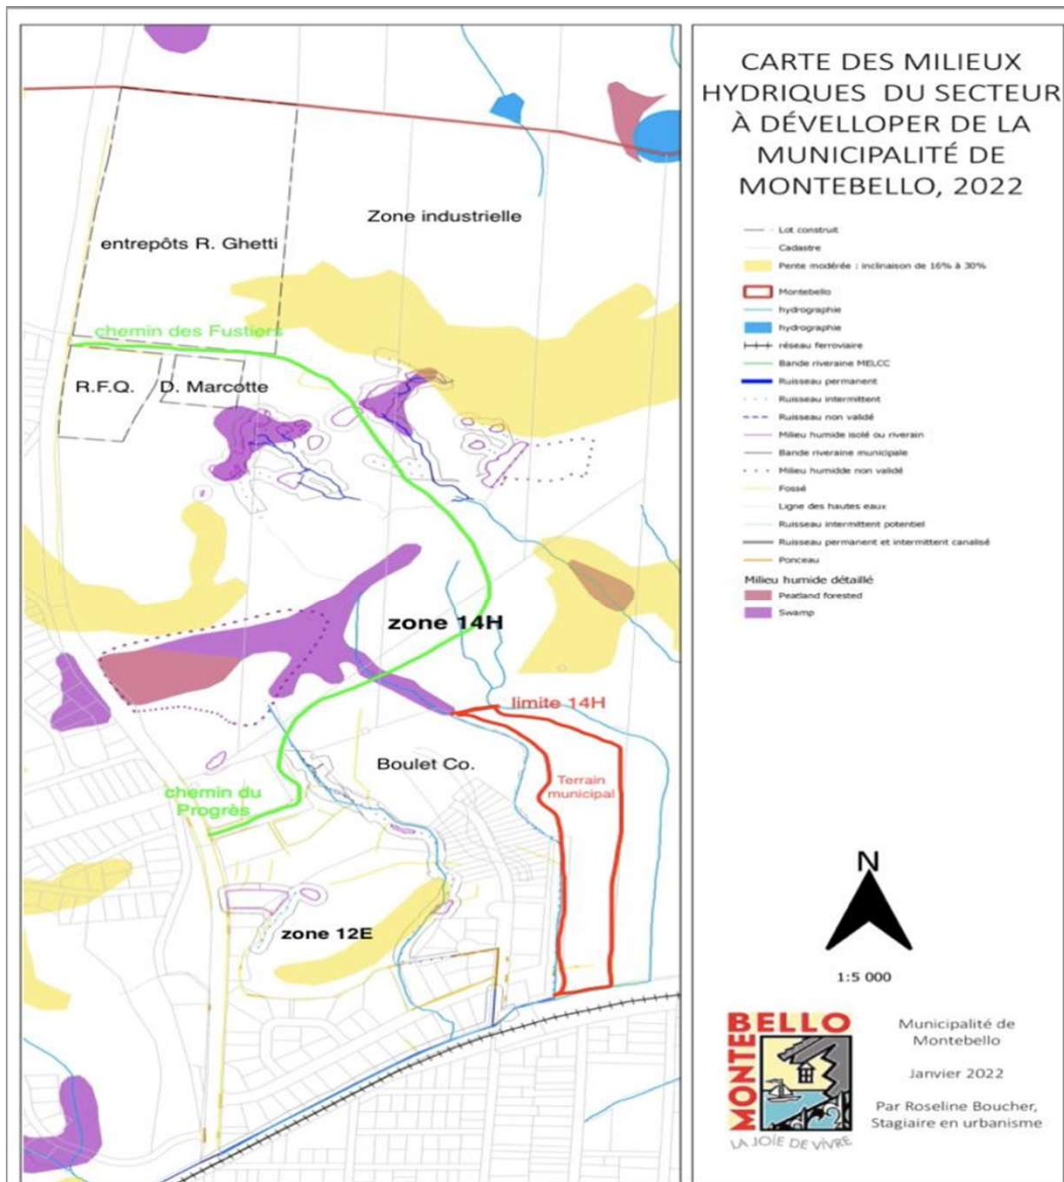 CARTE DES MILIEUX
HYDRIQUES DU SECTEUR
À DÉVELLOPER DE LA
MUNICIPALITÉ DE
MONTEBELLO, 2022
Lot construit
Cadastre
Pente modérée : inclinaison de 16% à 30%
Montebello
hydrographie
hydrographie
réseau ferroviaire
Bande riveraine MELCC
Ruisseau permanent
Ruisseau intermittent
Ruisseau non validé
Milieu humide isolé ou riverain
Bande riveraine municipale
Milieu humidde non validé
Fossé
Ligne des hautes eaux
Ruisseau intermittent potentiel
Ruisseau permanent et intermittent canalisé
Ponceau
Milieu humide détaillé
Peatland forested
Swamp
Zone industrielle
entrepôts R. Ghetti
chemin des Fustiers
R.F.Q.
D. Marcotte
zone 14H
limite 14H
Boulet Co.
Terrain
municipal
chemin du
Progrès
zone 12E
N
1:5 000
MONTEBELLO
LA JOIE DE VIVRE
Municipalité de
Montebello
Janvier 2022
Par Roseline Boucher,
Stagiaire en urbanisme